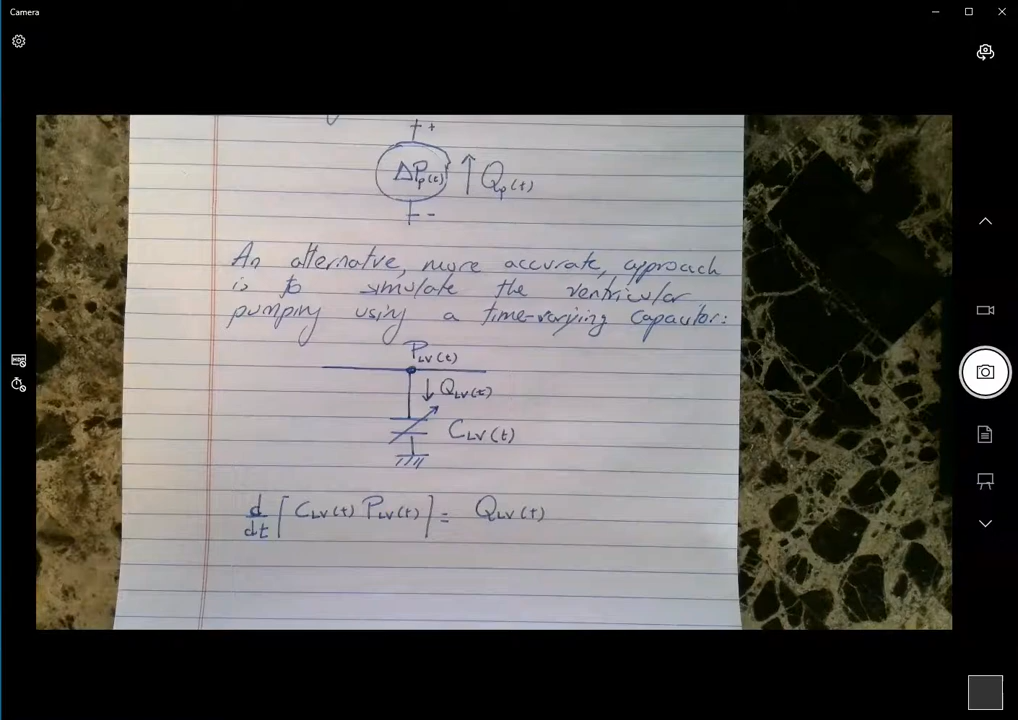 Camera
+
ΔPp(t) ↑ Qp(t)
-
An alternatve, more accurate, approach
is to simulate the ventricular
pumping using a time-varying capacitor:
PLV(t)
↓ QLV(t)
CLV(t)
d/dt [CLV(t) PLV(t)] = QLV(t)